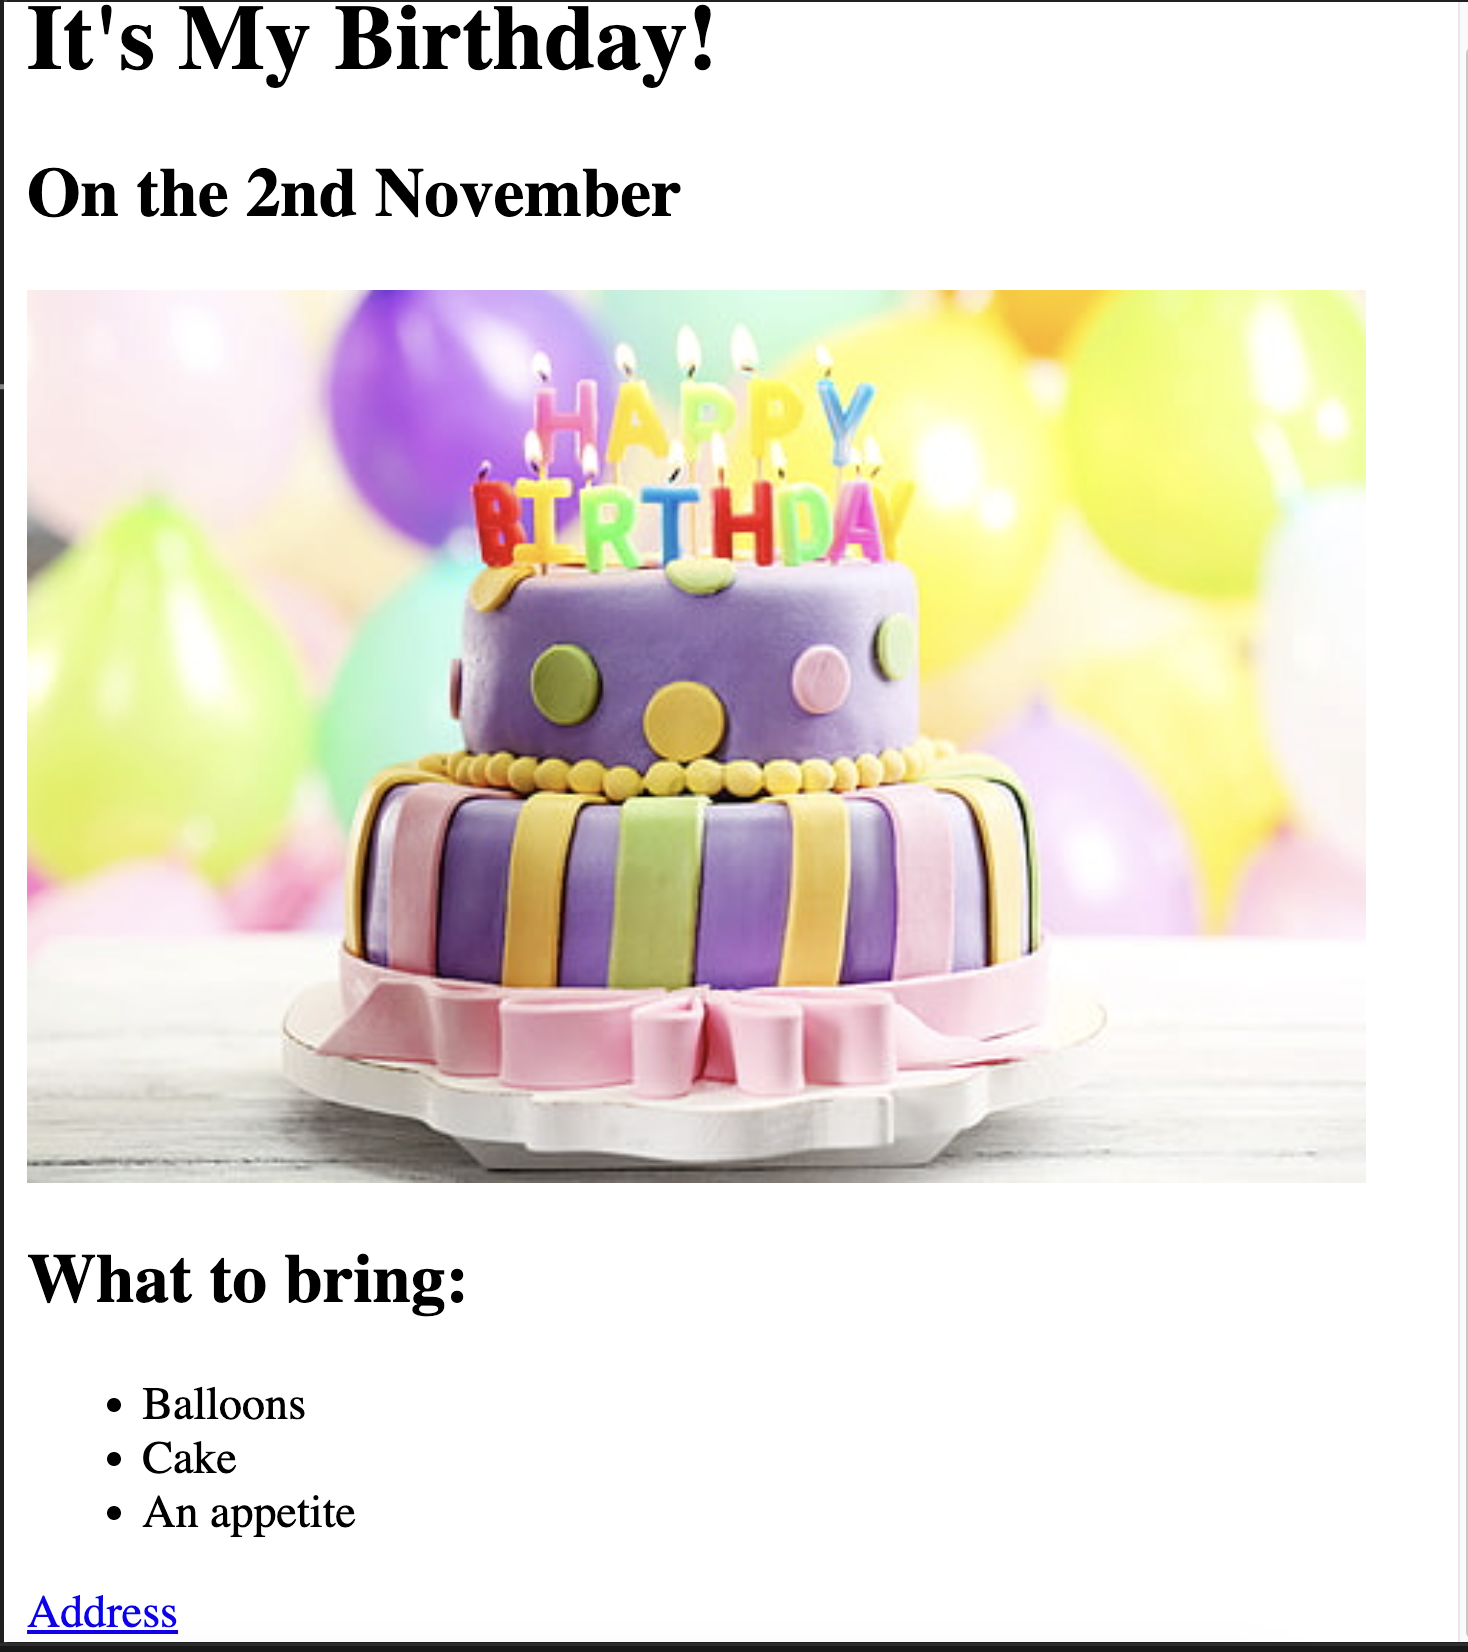 It's My Birthday!
On the 2nd November
HAPPY
BIRTHDAY
What to bring:
Balloons
Cake
An appetite
Address